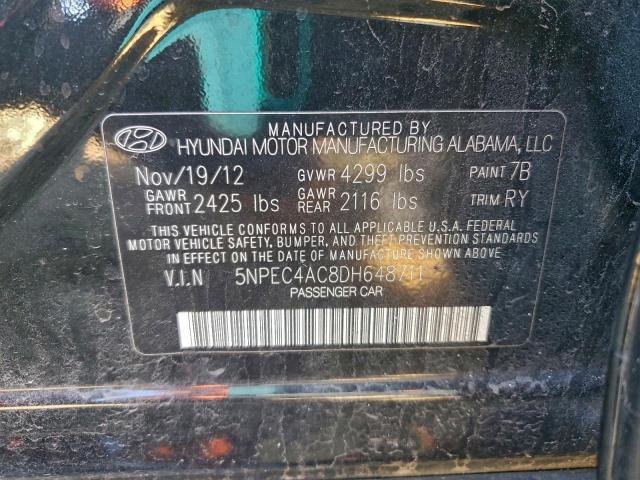 MANUFACTURED BY
HYUNDAI MOTOR MANUFACTURING ALABAMA, LLC
Nov/19/12 GVWR 4299 lbs PAINT 7B
GAWR FRONT 2425 lbs GAWR REAR 2116 lbs TRIM RY
THIS VEHICLE CONFORMS TO ALL APPLICABLE U.S.A. FEDERAL
MOTOR VEHICLE SAFETY, BUMPER, AND THEFT PREVENTION STANDARDS
IN EFFECT ON THE DATE OF MANUFACTURE SHOWN ABOVE
V.I.N 5NPEC4AC8DH648711
PASSENGER CAR